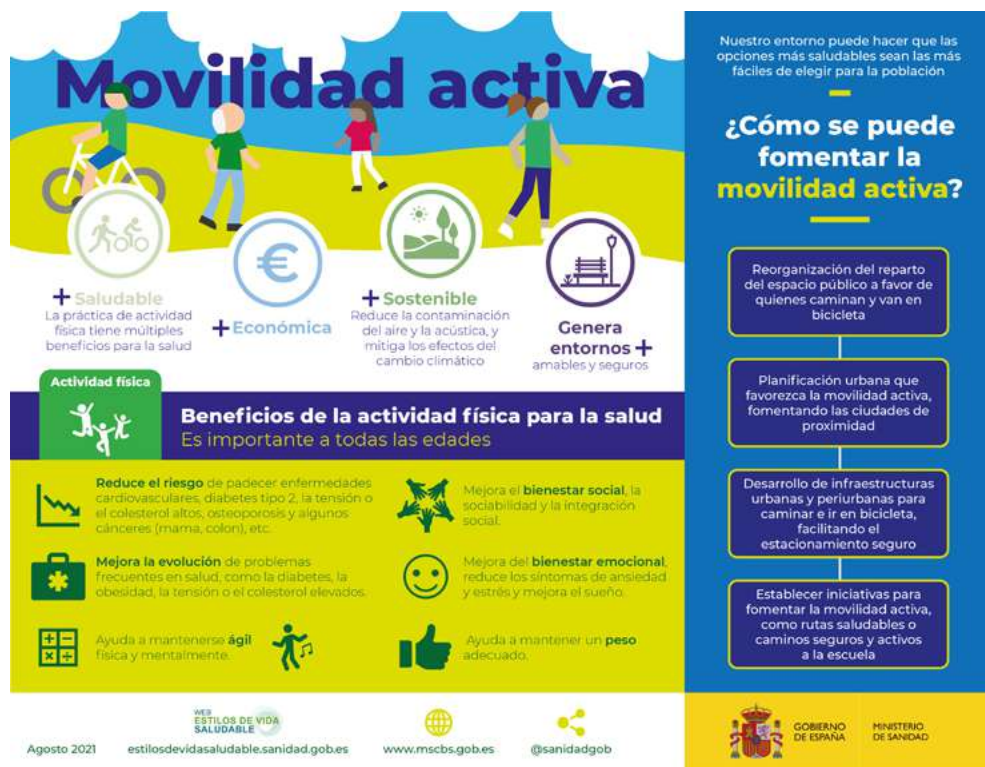 Movilidad activa
+ Saludable
La práctica de actividad
física tiene múltiples
beneficios para la salud
+ Económica
+ Sostenible
Reduce la contaminación
del aire y la acústica, y
mitiga los efectos del
cambio climático
Genera
entornos +
amables y seguros
Actividad física
Beneficios de la actividad física para la salud
Es importante a todas las edades
Reduce el riesgo de padecer enfermedades
cardiovasculares, diabetes tipo 2, la tensión o
el colesterol altos, osteoporosis y algunos
cánceres (mama, colon), etc.
Mejora la evolución de problemas
frecuentes en salud, como la diabetes, la
obesidad, la tensión o el colesterol elevados.
Ayuda a mantenerse ágil
física y mentalmente.
Mejora el bienestar social, la
sociabilidad y la integración
social.
Mejora del bienestar emocional,
reduce los síntomas de ansiedad
y estrés y mejora el sueño.
Ayuda a mantener un peso
adecuado.
Nuestro entorno puede hacer que las
opciones más saludables sean las más
fáciles de elegir para la población
¿Cómo se puede
fomentar la
movilidad activa?
Reorganización del reparto
del espacio público a favor de
quienes caminan y van en
bicicleta
Planificación urbana que
favorezca la movilidad activa,
fomentando las ciudades de
proximidad
Desarrollo de infraestructuras
urbanas y periurbanas para
caminar e ir en bicicleta,
facilitando el
estacionamiento seguro
Establecer iniciativas para
fomentar la movilidad activa,
como rutas saludables o
caminos seguros y activos
a la escuela
Agosto 2021
WEB
ESTILOS DE VIDA
SALUDABLE
estilosdevidasaludable.sanidad.gob.es
www.mscbs.gob.es
@sanidadgob
GOBIERNO
DE ESPAÑA
MINISTERIO
DE SANIDAD